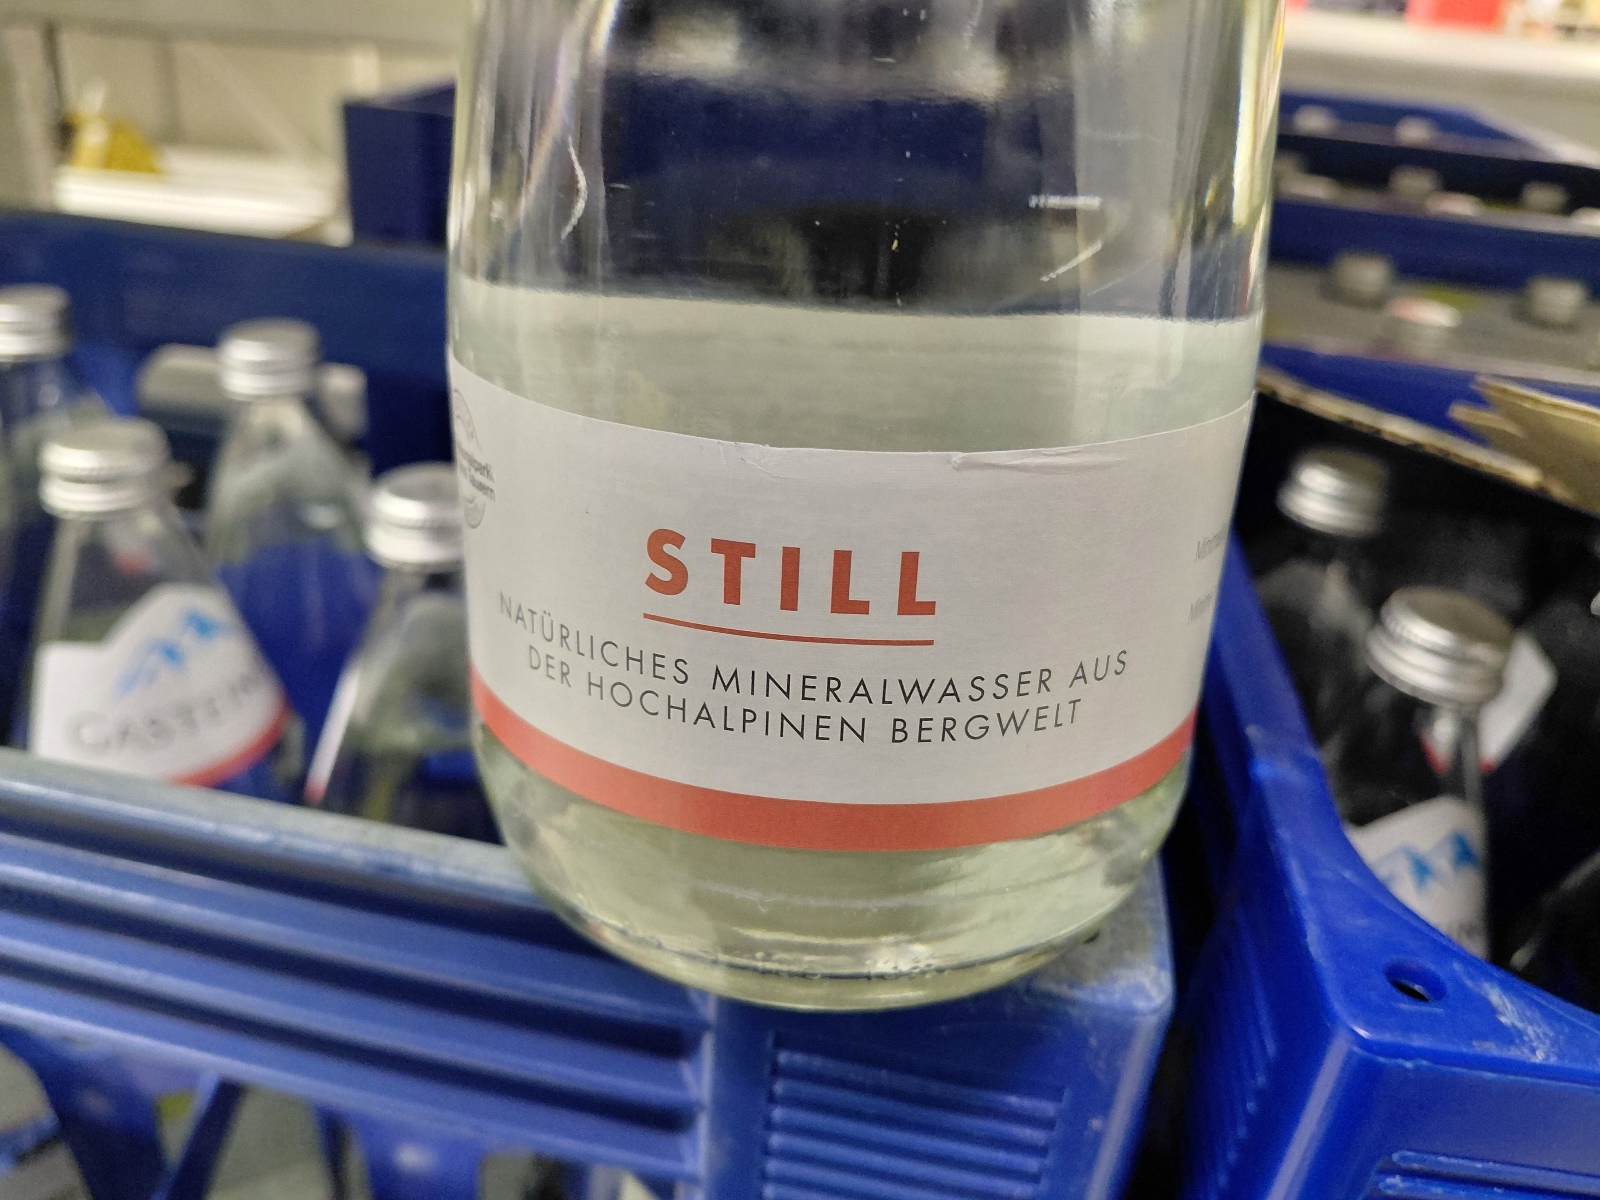 STILL
NATÜRLICHES MINERALWASSER AUS
DER HOCHALPINEN BERGWELT